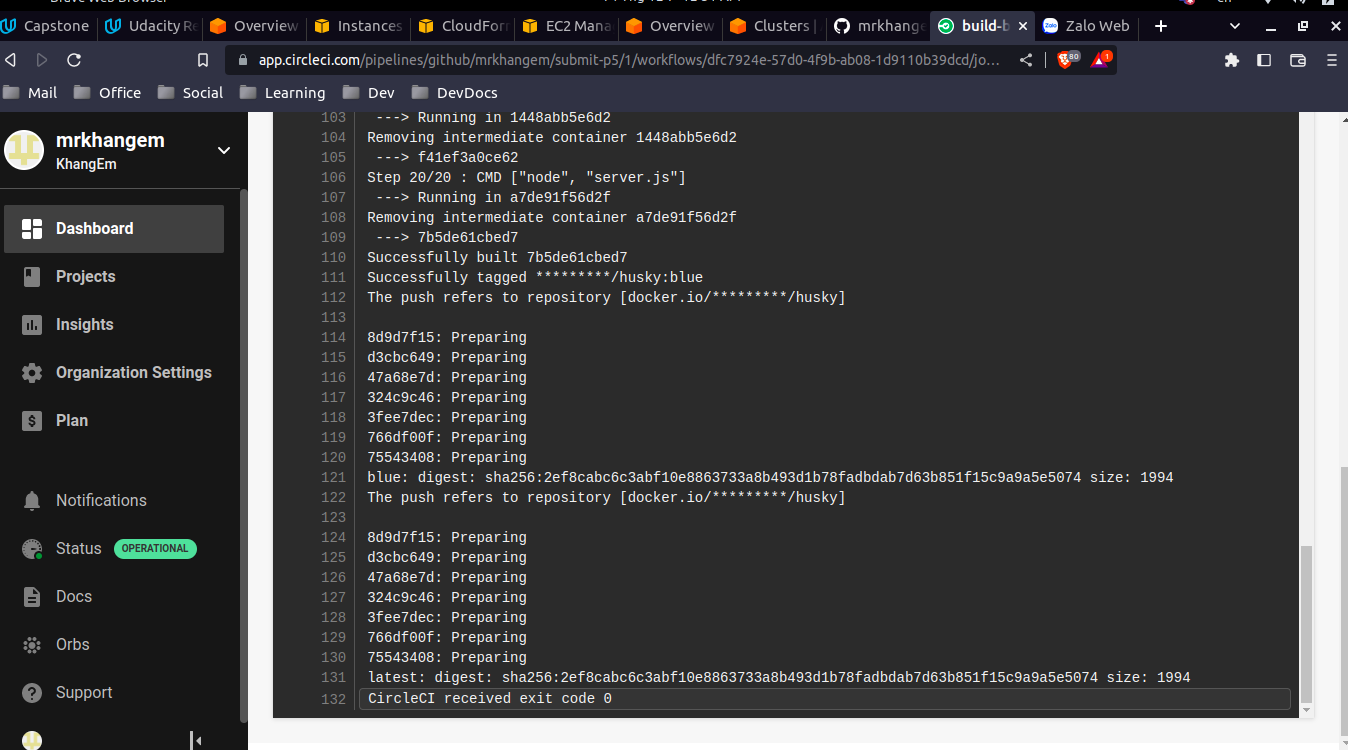 Brave Web Browser
Capstone
Udacity Re
Overview
Instances
CloudForm
EC2 Mana
Overview
Clusters |
mrkhange
build-b
Zalo Web
app.circleci.com/pipelines/github/mrkhangem/submit-p5/1/workflows/dfc7924e-57d0-4f9b-ab08-1d9110b39dcd/jo...
80
1
Mail
Office
Social
Learning
Dev
DevDocs
mrkhangem
KhangEm
Dashboard
Projects
Insights
Organization Settings
Plan
Notifications
Status OPERATIONAL
Docs
Orbs
Support
103 ---> Running in 1448abb5e6d2
104 Removing intermediate container 1448abb5e6d2
105 ---> f41ef3a0ce62
106 Step 20/20 : CMD ["node", "server.js"]
107 ---> Running in a7de91f56d2f
108 Removing intermediate container a7de91f56d2f
109 ---> 7b5de61cbed7
110 Successfully built 7b5de61cbed7
111 Successfully tagged *********/husky:blue
112 The push refers to repository [docker.io/*********/husky]
113
114 8d9d7f15: Preparing
115 d3cbc649: Preparing
116 47a68e7d: Preparing
117 324c9c46: Preparing
118 3fee7dec: Preparing
119 766df00f: Preparing
120 75543408: Preparing
121 blue: digest: sha256:2ef8cabc6c3abf10e8863733a8b493d1b78fadbdab7d63b851f15c9a9a5e5074 size: 1994
122 The push refers to repository [docker.io/*********/husky]
123
124 8d9d7f15: Preparing
125 d3cbc649: Preparing
126 47a68e7d: Preparing
127 324c9c46: Preparing
128 3fee7dec: Preparing
129 766df00f: Preparing
130 75543408: Preparing
131 latest: digest: sha256:2ef8cabc6c3abf10e8863733a8b493d1b78fadbdab7d63b851f15c9a9a5e5074 size: 1994
132 CircleCI received exit code 0